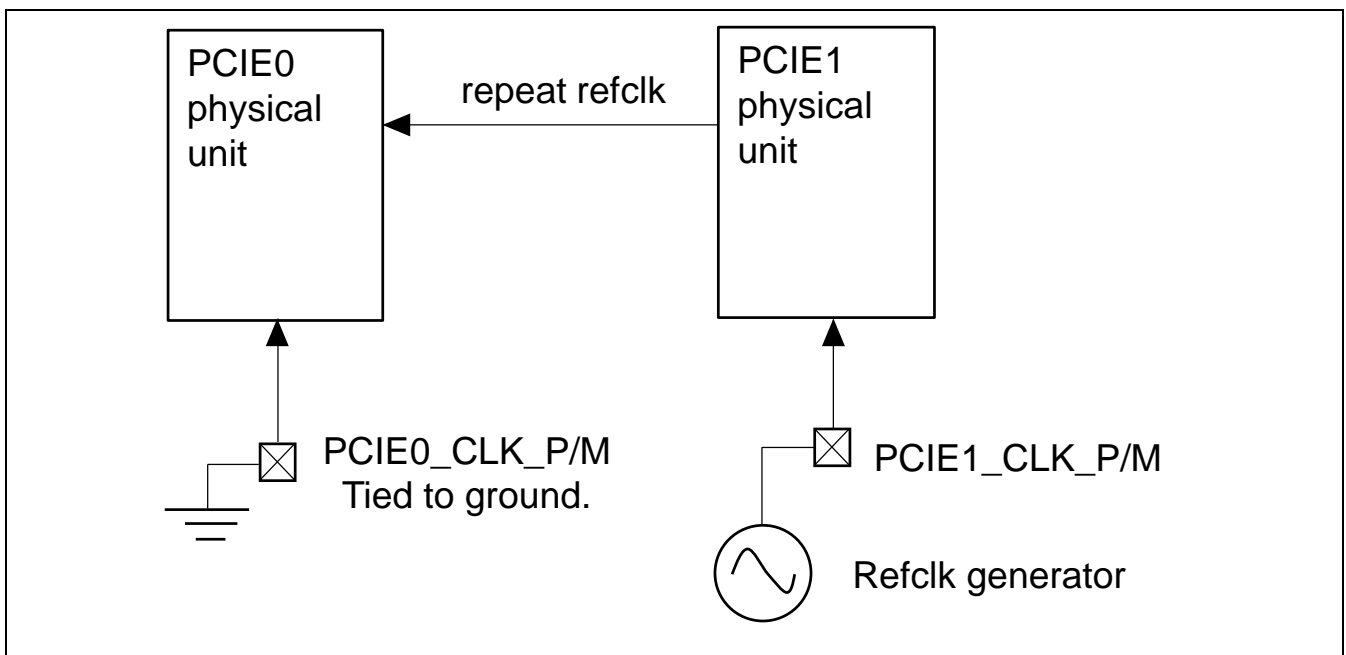 PCIE0
physical
unit
repeat refclk
PCIE1
physical
unit
PCIE0_CLK_P/M
Tied to ground.
PCIE1_CLK_P/M
Refclk generator